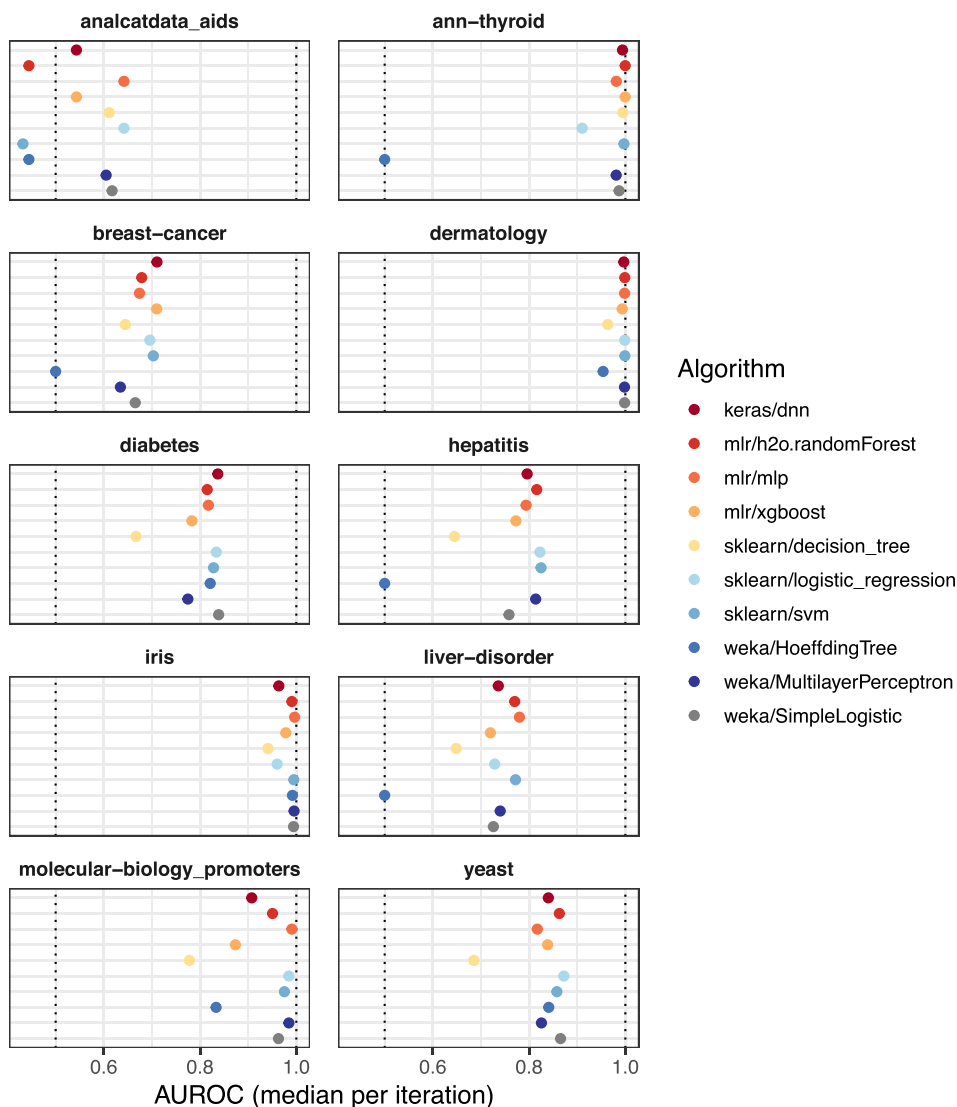 analcatdata_aids
ann−thyroid
breast−cancer
dermatology
diabetes
hepatitis
iris
liver−disorder
molecular−biology_promoters
yeast
0.6 0.8 1.0
0.6 0.8 1.0
AUROC (median per iteration)
Algorithm
keras/dnn
mlr/h2o.randomForest
mlr/mlp
mlr/xgboost
sklearn/decision_tree
sklearn/logistic_regression
sklearn/svm
weka/HoeffdingTree
weka/MultilayerPerceptron
weka/SimpleLogistic